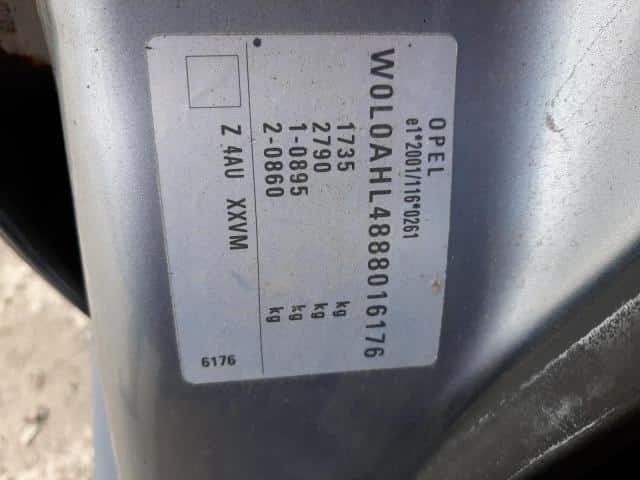 OPEL
e1*2001/116*0261
W0L0AHL4888016176
1735 kg
2790 kg
1-0895 kg
2-0860 kg
Z 4AU XXVM
6176